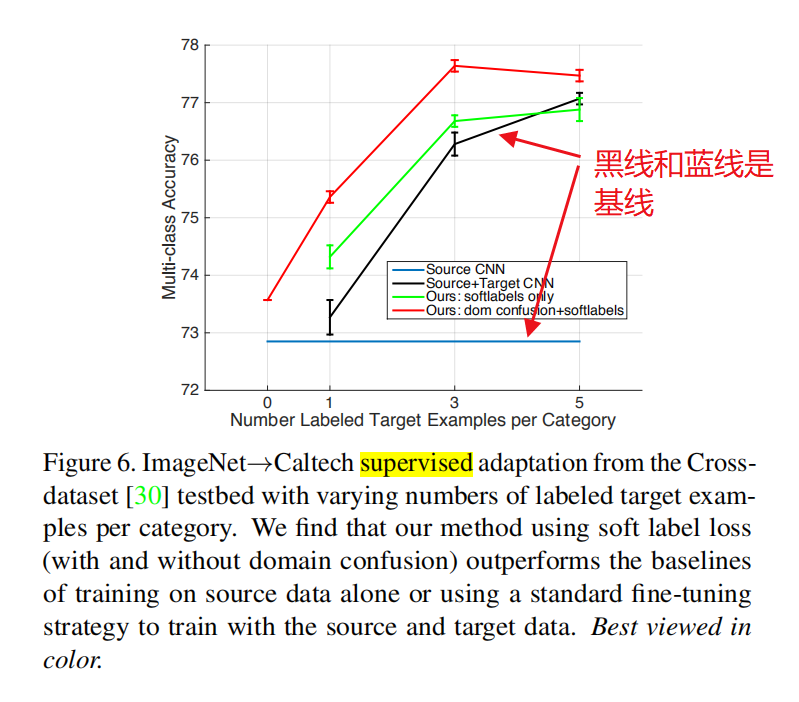 78
77
76
75
74
73
72
Multi-class Accuracy
黑线和蓝线是
基线
Source CNN
Source+Target CNN
Ours: softlabels only
Ours: dom confusion+softlabels
0 1 3 5
Number Labeled Target Examples per Category
Figure 6. ImageNet→Caltech supervised adaptation from the Cross-
dataset [30] testbed with varying numbers of labeled target exam-
ples per category. We find that our method using soft label loss
(with and without domain confusion) outperforms the baselines
of training on source data alone or using a standard fine-tuning
strategy to train with the source and target data. Best viewed in
color.